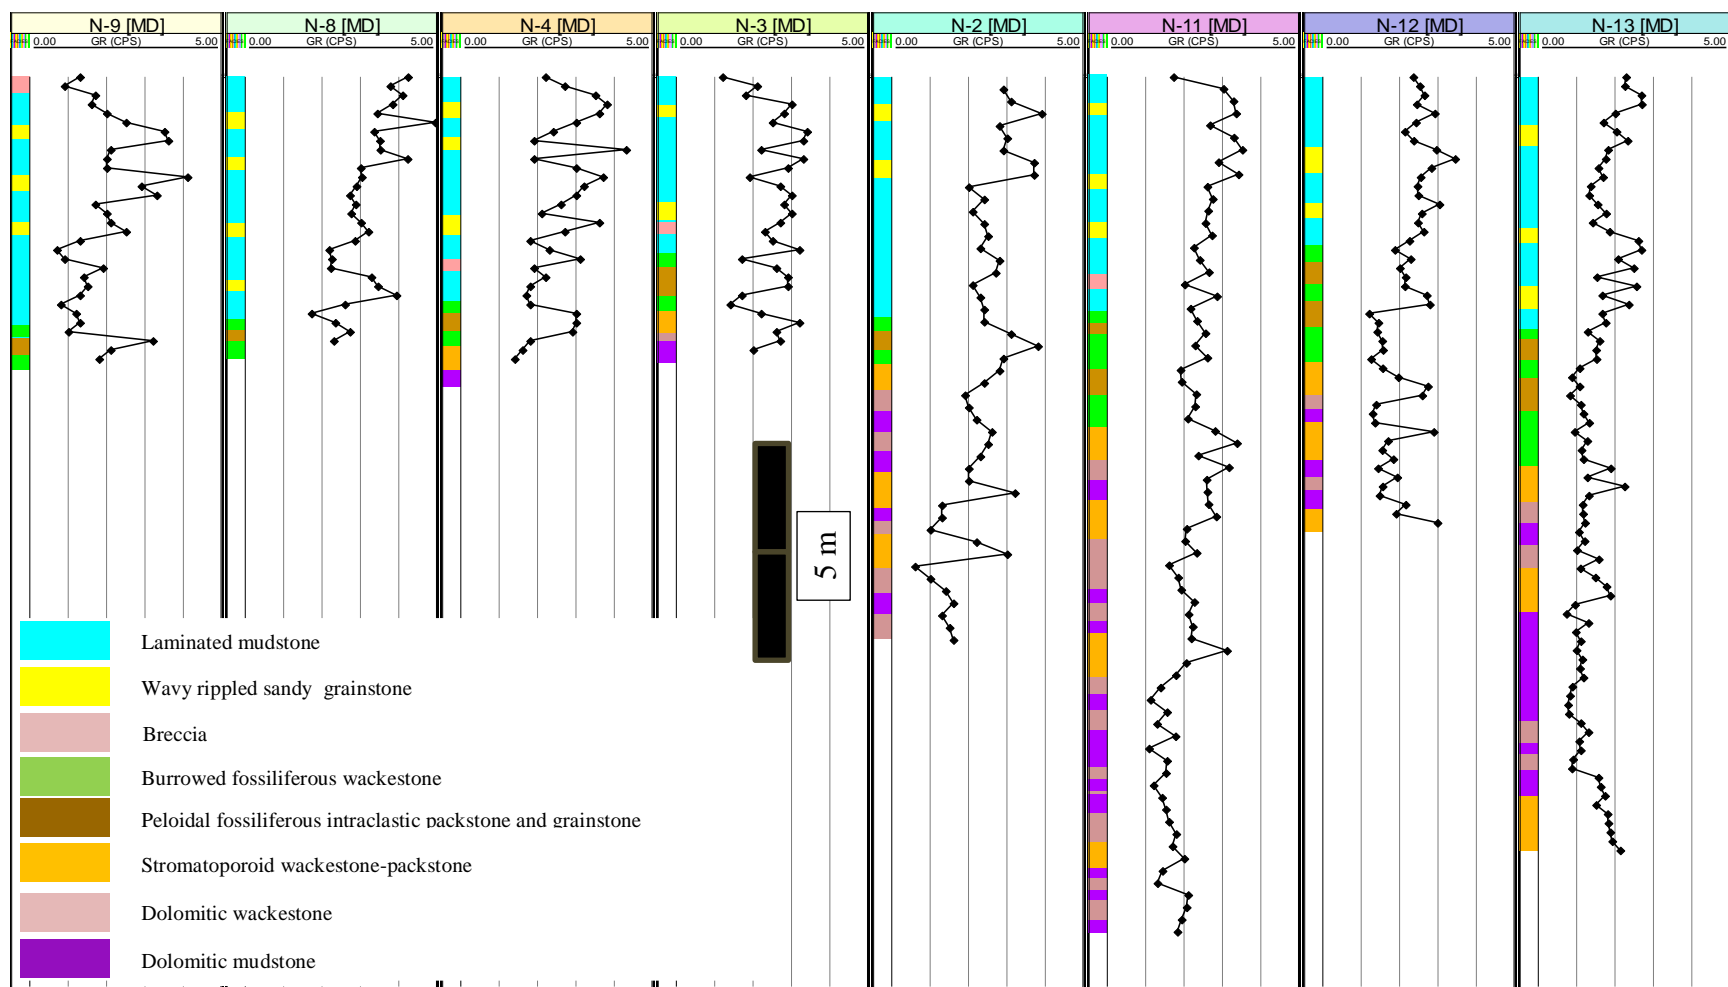 N-9 [MD] N-8 [MD] N-4 [MD] N-3 [MD] N-2 [MD] N-11 [MD] N-12 [MD] N-13 [MD]
0.00 GR (CPS) 5.00 0.00 GR (CPS) 5.00 0.00 GR (CPS) 5.00 0.00 GR (CPS) 5.00 0.00 GR (CPS) 5.00 0.00 GR (CPS) 5.00 0.00 GR (CPS) 5.00 0.00 GR (CPS) 5.00
5 m
Laminated mudstone
Wavy rippled sandy grainstone
Breccia
Burrowed fossiliferous wackestone
Peloidal fossiliferous intraclastic packstone and grainstone
Stromatoporoid wackestone-packstone
Dolomitic wackestone
Dolomitic mudstone